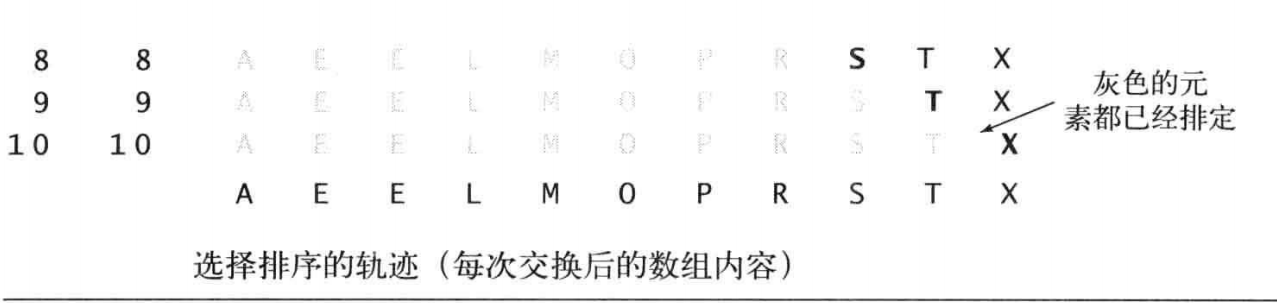 8 8 A E E L M O P R S T X
9 9 A E E L M O P R S T X
10 10 A E E L M O P R S T X
A E E L M O P R S T X
灰色的元
素都已经排定
选择排序的轨迹（每次交换后的数组内容）